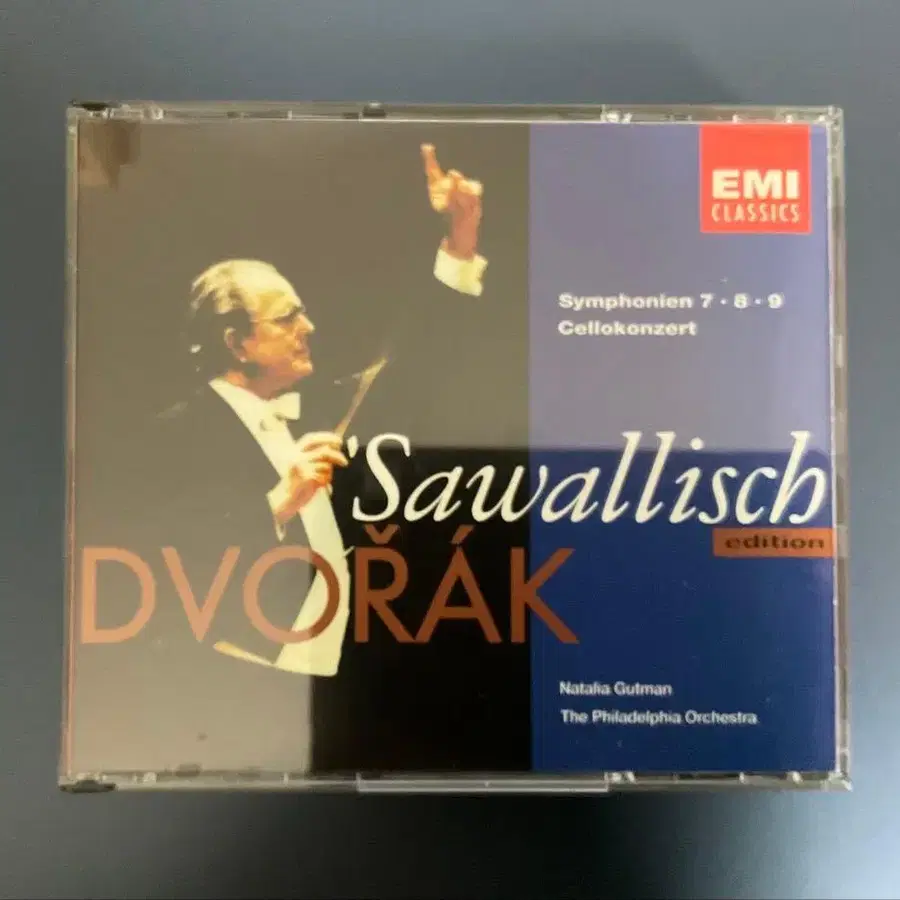 EMI
CLASSICS
Symphonien 7 · 8 · 9
Cellokonzert
'Sawallisch
edition
DVOŘÁK
Natalia Gutman
The Philadelphia Orchestra